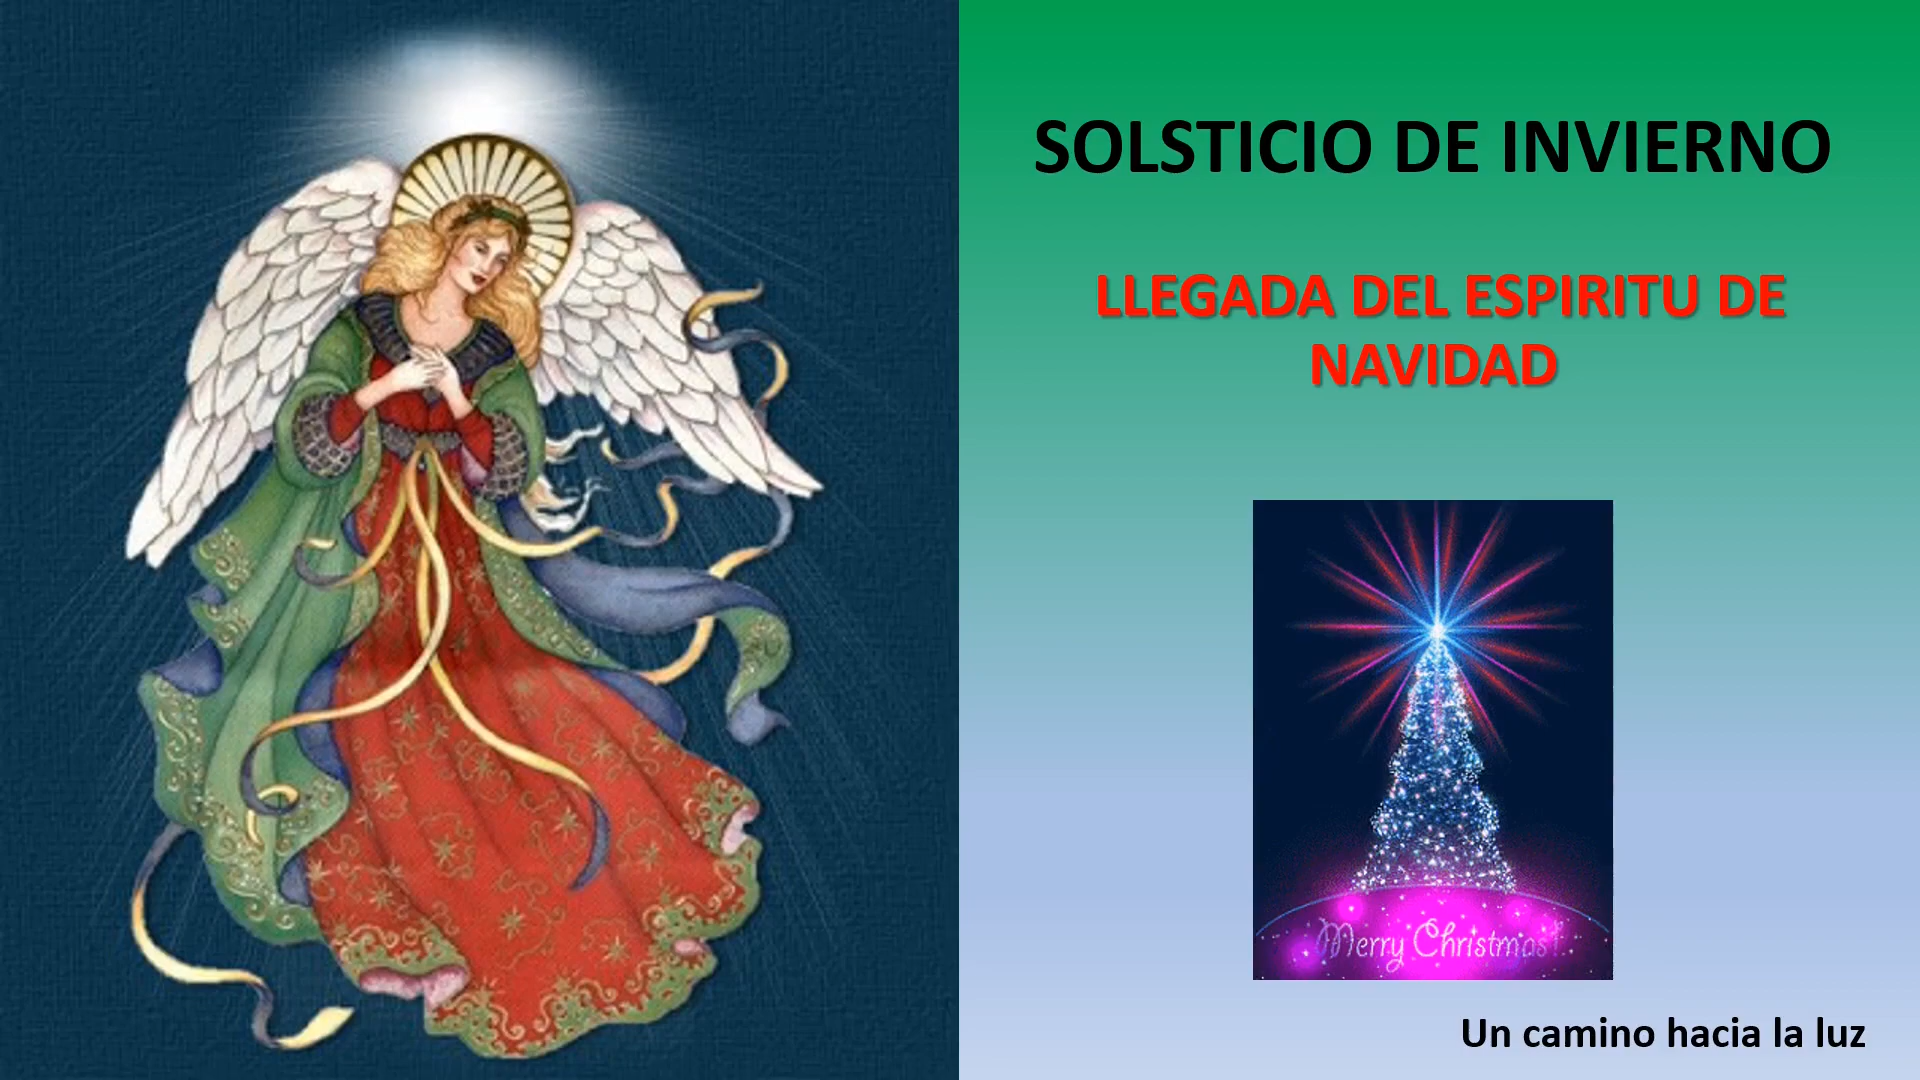 SOLSTICIO DE INVIERNO
LLEGADA DEL ESPIRITU DE
NAVIDAD
Merry Christmas!
Un camino hacia la luz